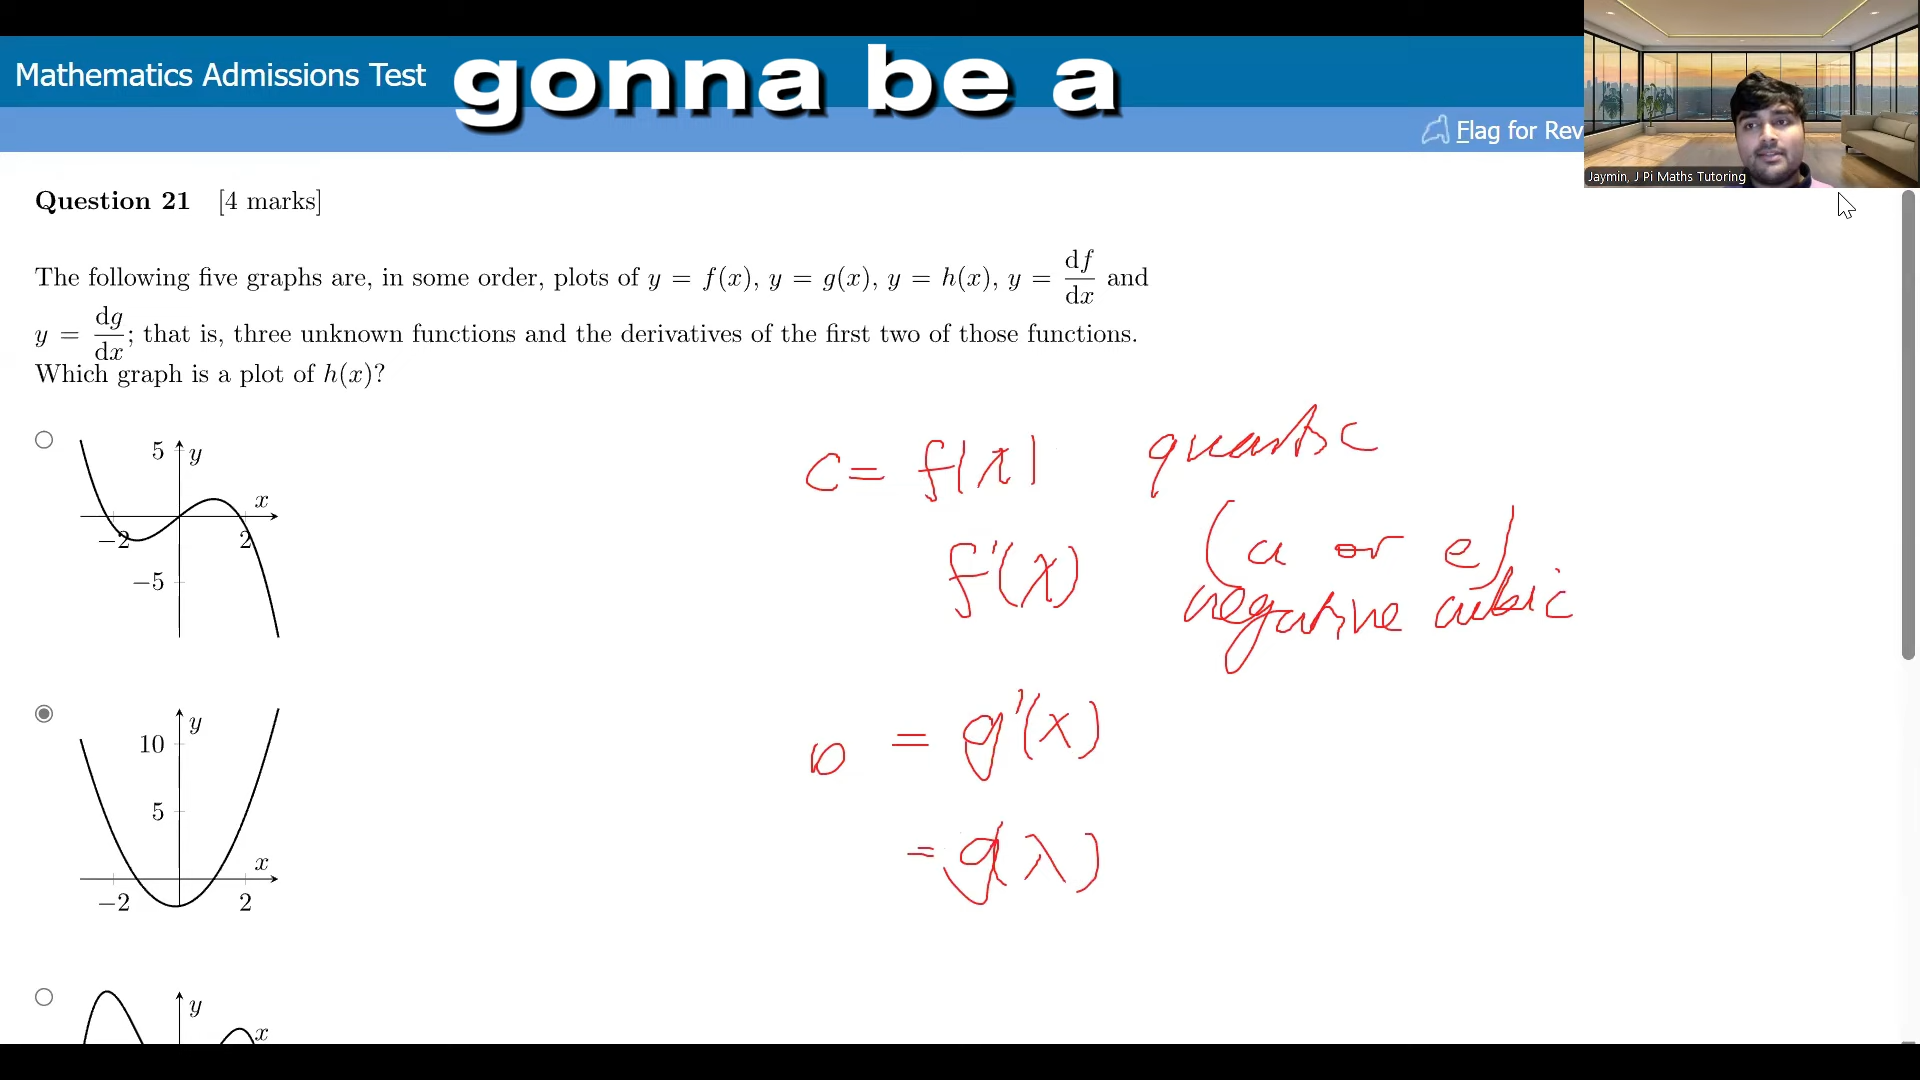 Mathematics Admissions Test
gonna be a
Flag for Rev
Jaymin, J Pi Maths Tutoring
Question 21 [4 marks]
The following five graphs are, in some order, plots of y = f(x), y = g(x), y = h(x), y = df/dx and
y = dg/dx; that is, three unknown functions and the derivatives of the first two of those functions.
Which graph is a plot of h(x)?
5 y
x
−2 2
−5
c = f(x) quartic
f'(x) (a or e)
negative cubic
y
10
5
x
−2 2
b = g'(x)
= g(x)
y
x